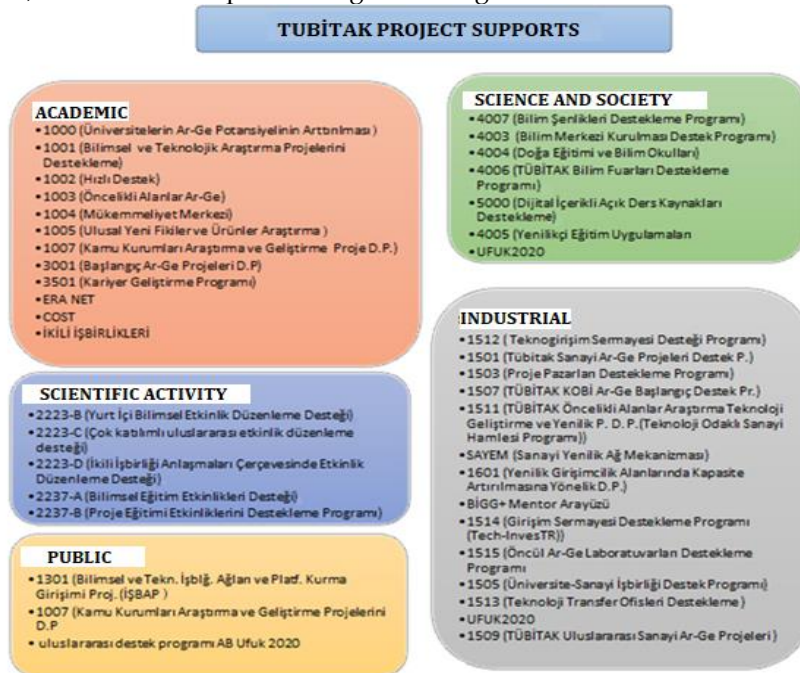 TUBİTAK PROJECT SUPPORTS
ACADEMIC
•1000 (Üniversitelerin Ar-Ge Potansiyelinin Arttırılması )
•1001 (Bilimsel ve Teknolojik Araştırma Projelerini
Destekleme)
•1002 (Hızlı Destek)
•1003 (Öncelikli Alanlar Ar-Ge)
•1004 (Mükemmeliyet Merkezi)
•1005 (Ulusal Yeni Fikiler ve Ürünler Araştırma )
•1007 (Kamu Kurumları Araştırma ve Geliştirme Proje D.P.)
•3001 (Başlangıç Ar-Ge Projeleri D.P)
•3501 (Kariyer Geliştirme Programı)
•ERA NET
•COST
•İKİLİ İŞBİRLİKLERİ
SCIENTIFIC ACTIVITY
•2223-B (Yurt İçi Bilimsel Etkinlik Düzenleme Desteği)
•2223-C (Çok katılımlı uluslararası etkinlik düzenleme
desteği)
•2223-D (İkili İşbirliği Anlaşmaları Çerçevesinde Etkinlik
Düzenleme Desteği)
•2237-A (Bilimsel Eğitim Etkinlikleri Desteği)
•2237-B (Proje Eğitimi Etkinliklerini Destekleme Programı)
PUBLIC
•1301 (Bilimsel ve Tekn. İşblğ. Ağları ve Platf. Kurma
Girişimi Proj. (İŞBAP )
•1007 (Kamu Kurumları Araştırma ve Geliştirme Projelerini
D.P
• uluslararası destek programı AB Ufuk 2020
SCIENCE AND SOCIETY
•4007 (Bilim Şenlikleri Destekleme Programı)
•4003 (Bilim Merkezi Kurulması Destek Programı)
•4004 (Doğa Eğitimi ve Bilim Okulları)
•4006 (TÜBİTAK Bilim Fuarları Destekleme
Programı)
•5000 (Dijital İçerikli Açık Ders Kaynakları
Destekleme)
•4005 (Yenilikçi Eğitim Uygulamaları
•UFUK2020
INDUSTRIAL
•1512 ( Teknogirişim Sermayesi Desteği Programı)
•1501 (Tübitak Sanayi Ar-Ge Projeleri Destek P.)
•1503 (Proje Pazarları Destekleme Programı)
•1507 (TÜBİTAK KOBİ Ar-Ge Başlangıç Destek Pr.)
•1511 (TÜBİTAK Öncelikli Alanlar Araştırma Teknoloji
Geliştirme ve Yenilik P. D. P.(Teknoloji Odaklı Sanayi
Hamlesi Programı))
•SAYEM (Sanayi Yenilik Ağ Mekanizması)
•1601 (Yenilik Girişimcilik Alanlarında Kapasite
Artırılmasına Yönelik D.P.)
•BİGG+ Mentor Arayüzü
•1514 (Girişim Sermayesi Destekleme Programı
(Tech-InvesTR))
•1515 (Öncül Ar-Ge Laboratuvarları Destekleme
Programı
•1505 (Üniversite-Sanayi İşbirliği Destek Programı)
•1513 (Teknoloji Transfer Ofisleri Destekleme )
•UFUK2020
•1509 (TÜBİTAK Uluslararası Sanayi Ar-Ge Projeleri )